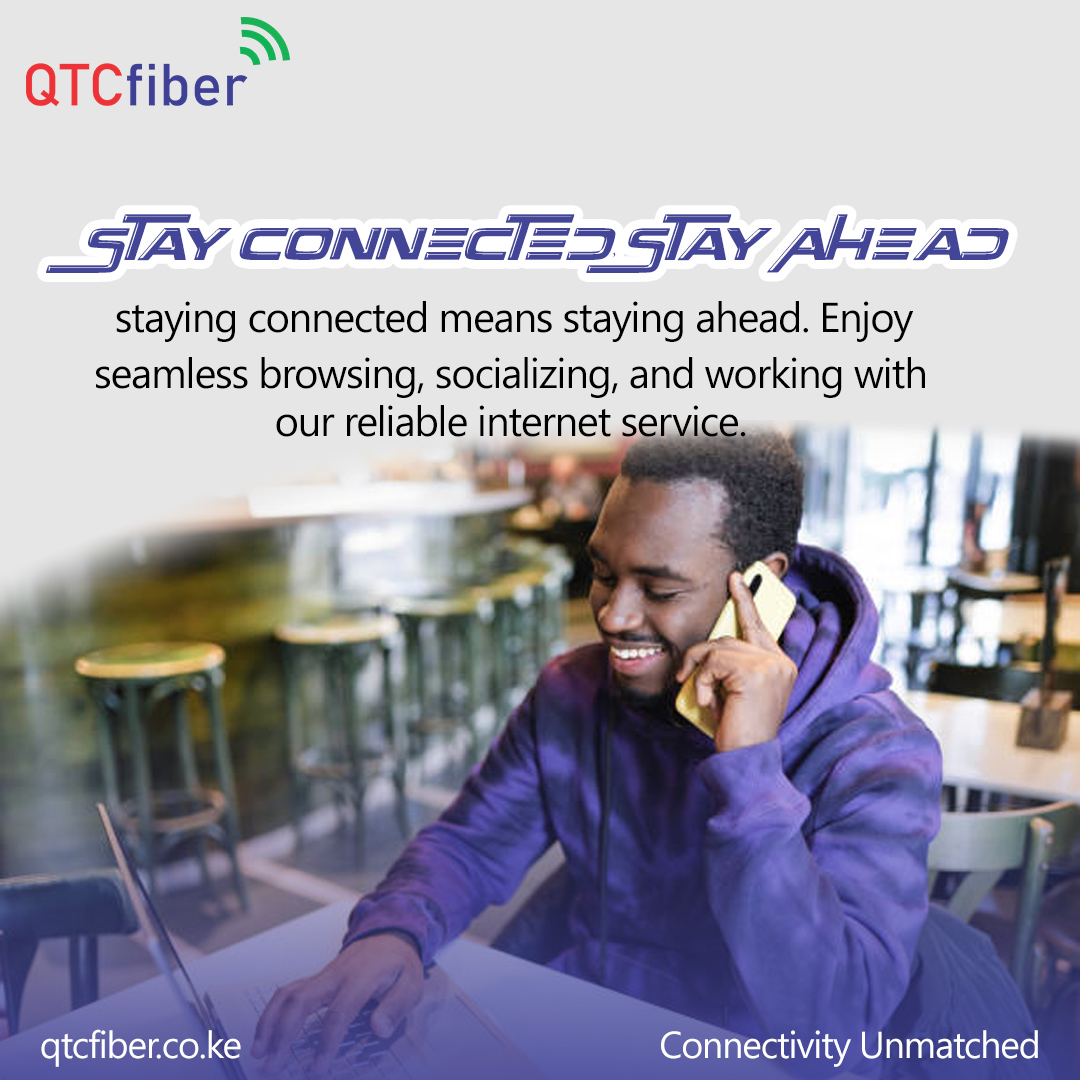 QTCfiber
STAY CONNECTED, STAY AHEAD
staying connected means staying ahead. Enjoy
seamless browsing, socializing, and working with
our reliable internet service.
qtcfiber.co.ke
Connectivity Unmatched